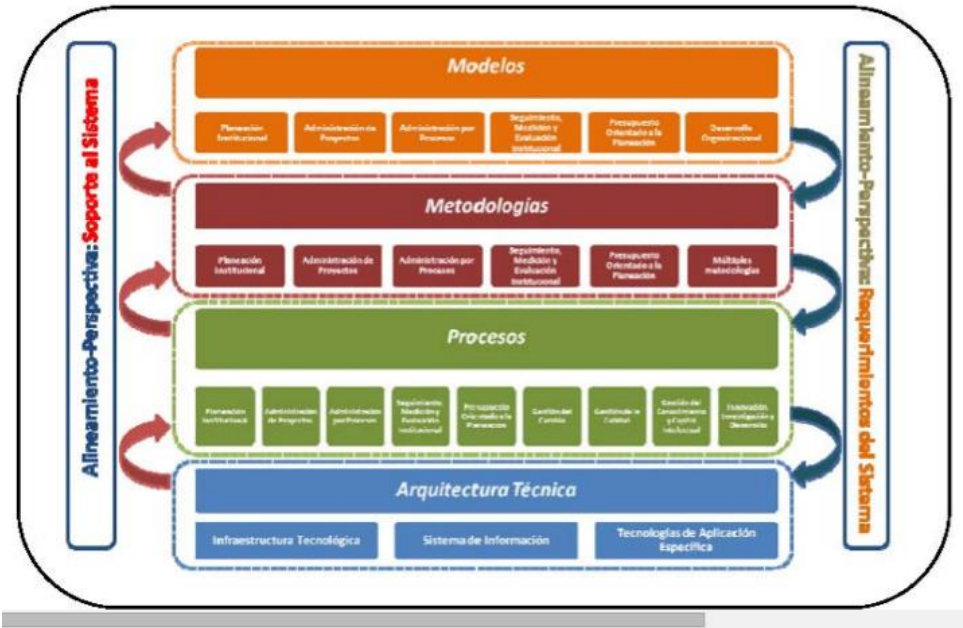 Alineamiento-Perspectiva: Soporte al Sistema
Modelos
Planeación
Institucional
Administración de
Proyectos
Administración por
Procesos
Seguimiento,
Medición y
Evaluación
Institucional
Presupuesto
Orientado a la
Planeación
Desarrollo
Organizacional
Metodologías
Planeación
Institucional
Administración de
Proyectos
Administración por
Procesos
Seguimiento,
Medición y
Evaluación
Institucional
Presupuesto
Orientado a la
Planeación
Múltiples
metodologías
Procesos
Planeación
Institucional
Administración
de Proyectos
Administración
por Procesos
Seguimiento,
Medición y
Evaluación
Institucional
Presupuesto
Orientado a la
Planeación
Gestión del
Cambio
Gestión de la
Calidad
Gestión del
Conocimiento
y Capital
Intelectual
Innovación,
Investigación y
Desarrollo
Arquitectura Técnica
Infraestructura Tecnológica
Sistema de Información
Tecnologías de Aplicación
Específica
Alineamiento-Perspectiva: Requerimientos del Sistema